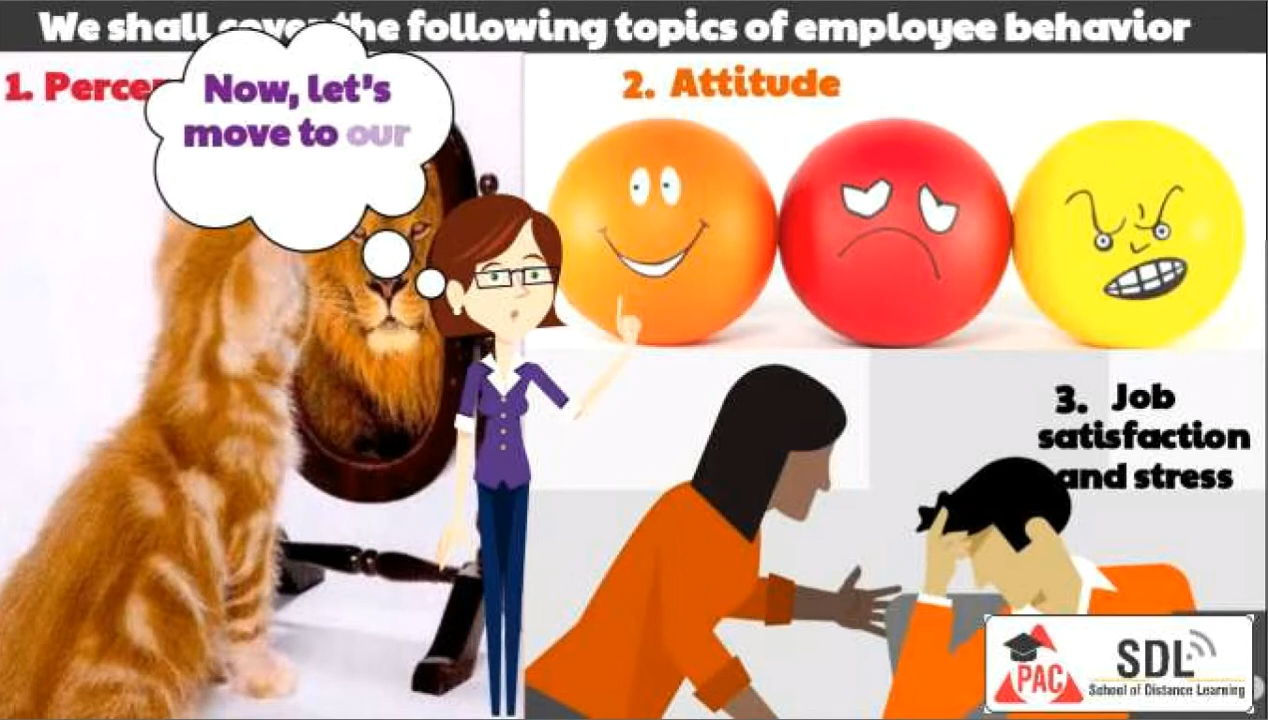 We shall cover the following topics of employee behavior
1. Percep
Now, let's
move to our
2. Attitude
3. Job
satisfaction
and stress
PAC
SDL
School of Distance Learning